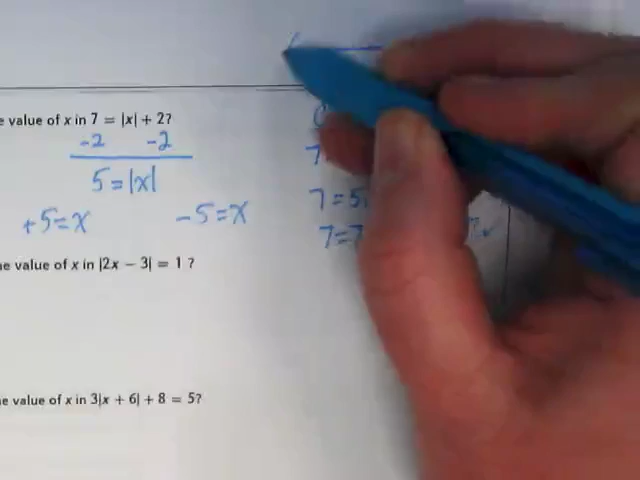 e value of x in 7 = |x| + 2?
-2 -2
5 = |x|
+5 = x -5 = x
7 = 5
7 = 7
he value of x in |2x − 3| = 1 ?
he value of x in 3|x + 6| + 8 = 5?